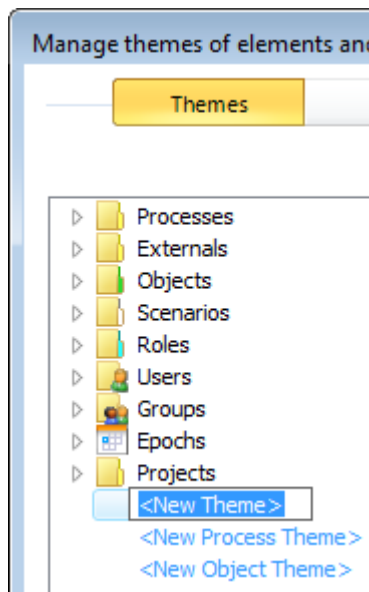 Manage themes of elements and
Themes
Processes
Externals
Objects
Scenarios
Roles
Users
Groups
Epochs
Projects
<New Theme>
<New Process Theme>
<New Object Theme>